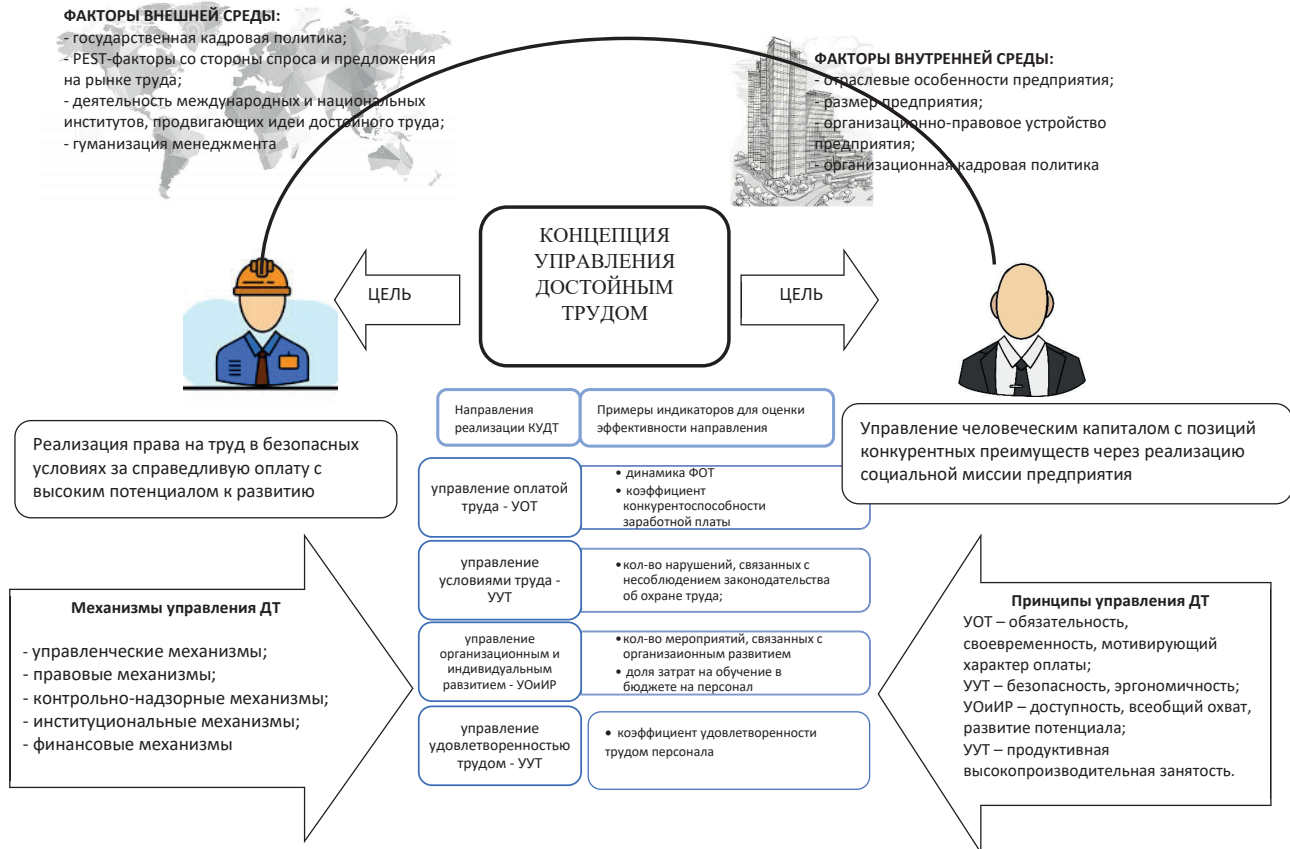 ФАКТОРЫ ВНЕШНЕЙ СРЕДЫ:
- государственная кадровая политика;
- PEST-факторы со стороны спроса и предложения
на рынке труда;
- деятельность международных и национальных
институтов, продвигающих идеи достойного труда;
- гуманизация менеджмента
ФАКТОРЫ ВНУТРЕННЕЙ СРЕДЫ:
- отраслевые особенности предприятия;
- размер предприятия;
- организационно-правовое устройство
предприятия;
- организационная кадровая политика
КОНЦЕПЦИЯ
УПРАВЛЕНИЯ
ДОСТОЙНЫМ
ТРУДОМ
ЦЕЛЬ
ЦЕЛЬ
Реализация права на труд в безопасных
условиях за справедливую оплату с
высоким потенциалом к развитию
Управление человеческим капиталом с позиций
конкурентных преимуществ через реализацию
социальной миссии предприятия
Направления
реализации КУДТ
Примеры индикаторов для оценки
эффективности направления
управление оплатой
труда - УОТ
• динамика ФОТ
• коэффициент
конкурентоспособности
заработной платы
управление
условиями труда -
УУТ
• кол-во нарушений, связанных с
несоблюдением законодательства
об охране труда;
управление
организационным и
индивидуальным
равзитием - УОиИР
• кол-во мероприятий, связанных с
организаионным развитием
• доля затрат на обучение в
бюджете на персонал
управление
удовлетворенностью
трудом - УУТ
• коэффициент удовлетворенности
трудом персонала
Механизмы управления ДТ
- управленческие механизмы;
- правовые механизмы;
- контрольно-надзорные механизмы;
- институциональные механизмы;
- финансовые механизмы
Принципы управления ДТ
УОТ – обязательность,
своевременность, мотивирующий
характер оплаты;
УУТ – безопасность, эргономичность;
УОиИР – доступность, всеобщий охват,
развитие потенциала;
УУТ – продуктивная
высокопроизводительная занятость.